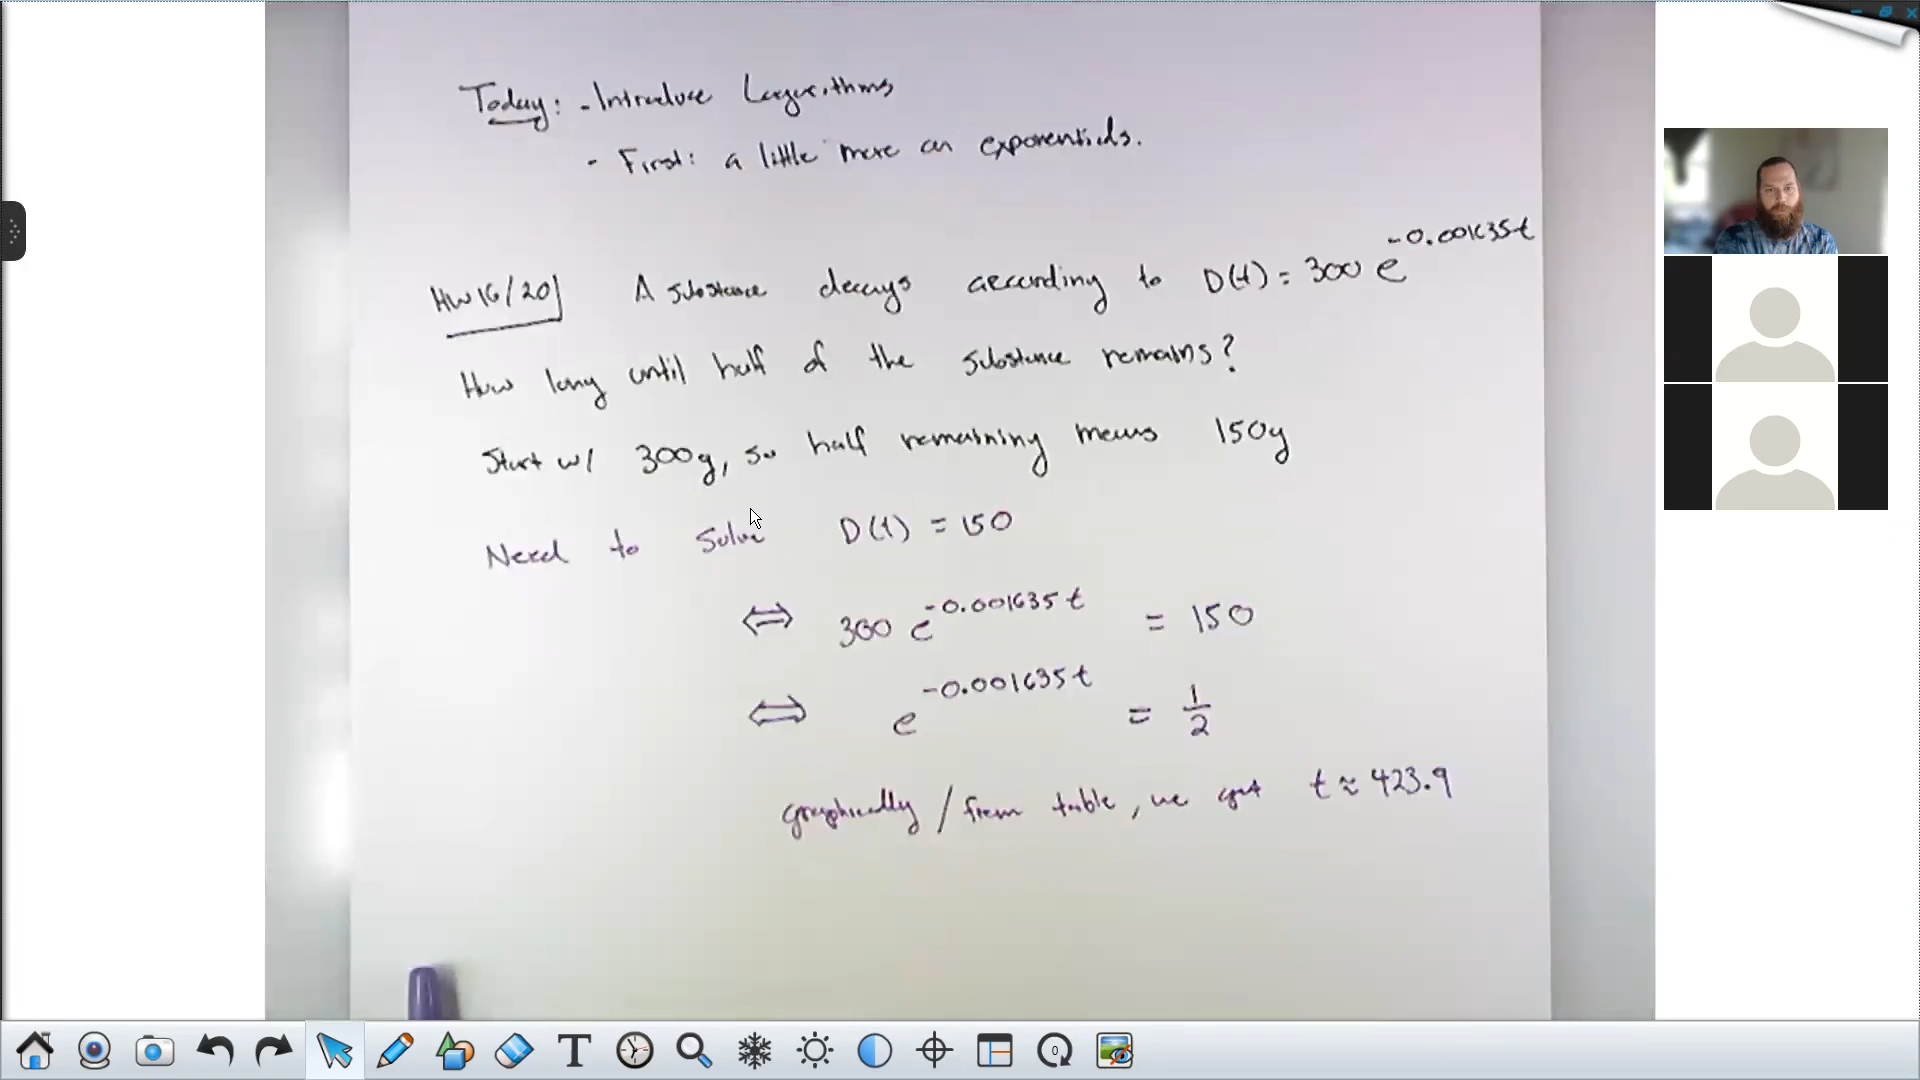 Today: - Introduce Logarithms
- First: a little more on exponentials.
HW16/20] A substance decays according to D(t) = 300 e^-0.001635t
How long until half of the substance remains?
Start w/ 300g, so half remaining means 150g
Need to solve D(t) = 150
⇔ 300 e^-0.001635t = 150
⇔ e^-0.001635t = 1/2
graphically / from table, we get t ≈ 423.9